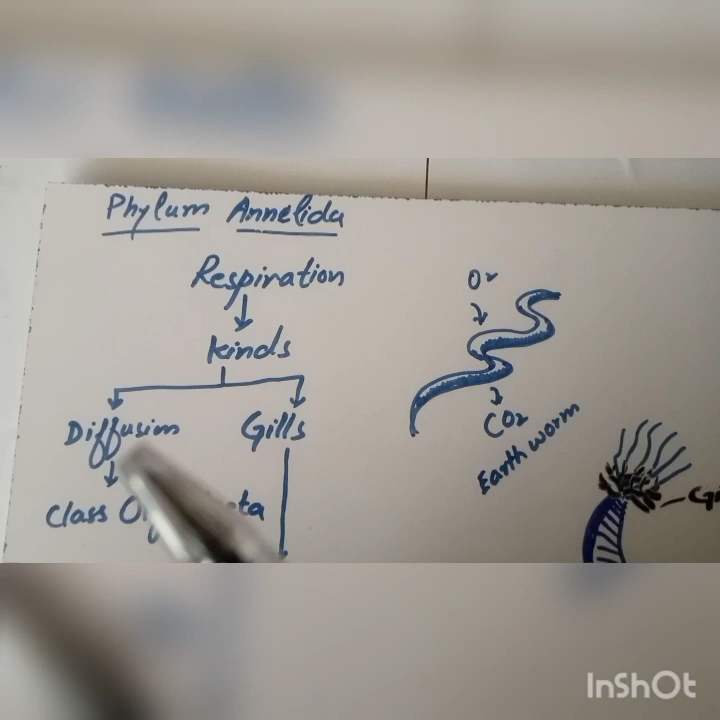 Phylum Annelida
Respiration
Kinds
Diffusion Gills
Class
O2
CO2
Earth worm
InShOt